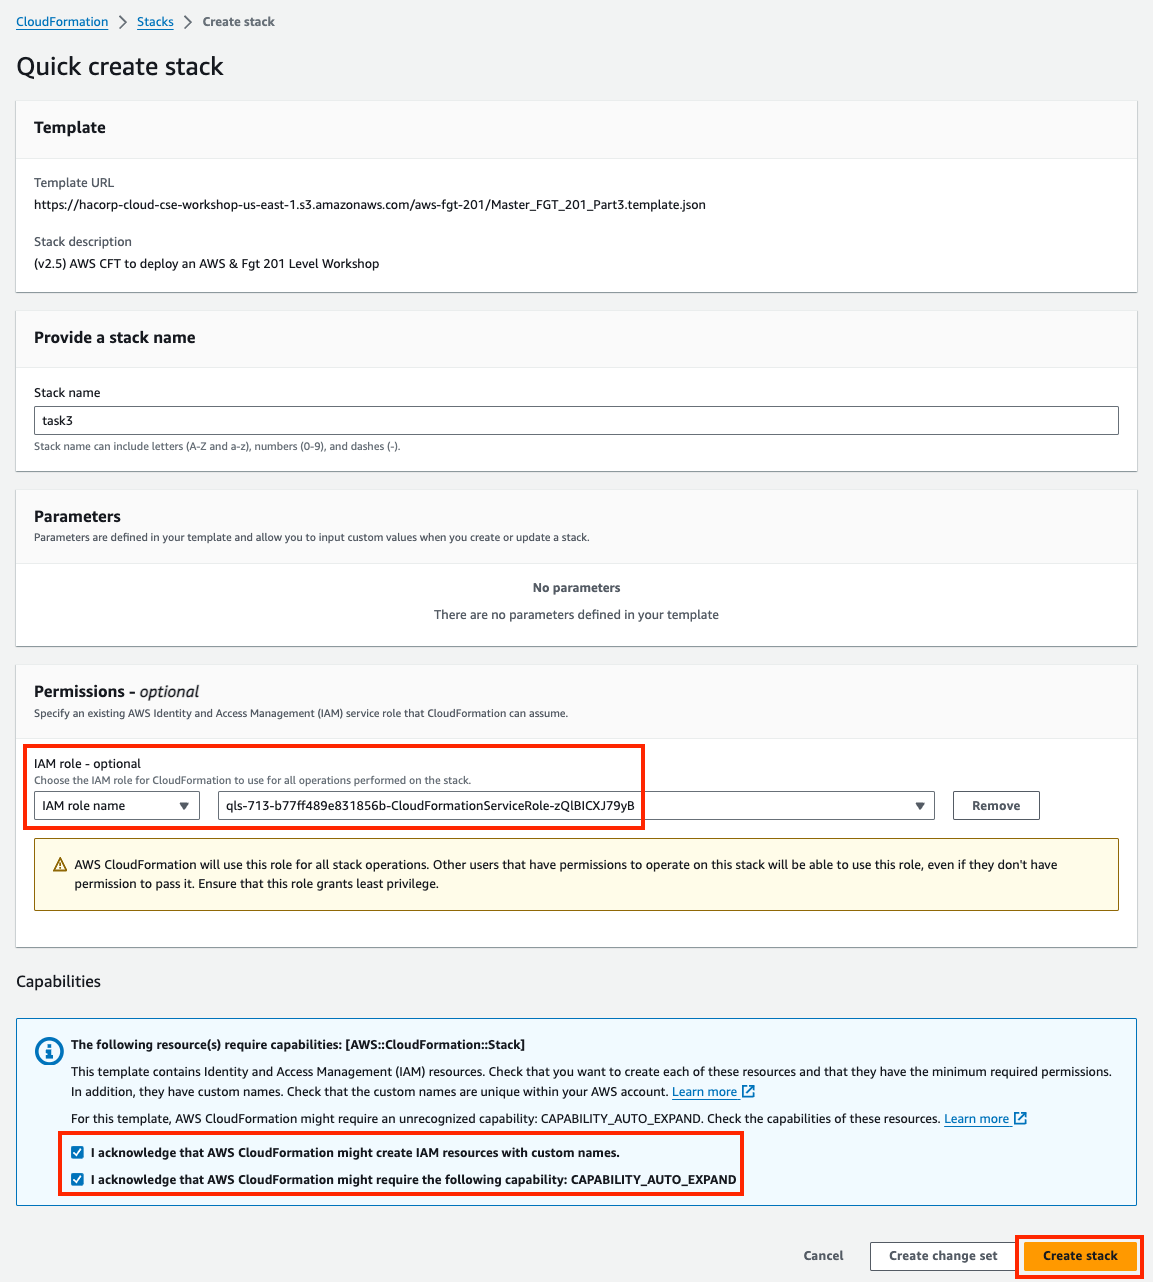 CloudFormation > Stacks > Create stack
Quick create stack
Template
Template URL
https://hacorp-cloud-cse-workshop-us-east-1.s3.amazonaws.com/aws-fgt-201/Master_FGT_201_Part3.template.json
Stack description
(v2.5) AWS CFT to deploy an AWS & Fgt 201 Level Workshop
Provide a stack name
Stack name
task3
Stack name can include letters (A-Z and a-z), numbers (0-9), and dashes (-).
Parameters
Parameters are defined in your template and allow you to input custom values when you create or update a stack.
No parameters
There are no parameters defined in your template
Permissions - optional
Specify an existing AWS Identity and Access Management (IAM) service role that CloudFormation can assume.
IAM role - optional
Choose the IAM role for CloudFormation to use for all operations performed on the stack.
IAM role name qls-713-b77ff489e831856b-CloudFormationServiceRole-zQlBICXJ79yB Remove
AWS CloudFormation will use this role for all stack operations. Other users that have permissions to operate on this stack will be able to use this role, even if they don't have
permission to pass it. Ensure that this role grants least privilege.
Capabilities
The following resource(s) require capabilities: [AWS::CloudFormation::Stack]
This template contains Identity and Access Management (IAM) resources. Check that you want to create each of these resources and that they have the minimum required permissions.
In addition, they have custom names. Check that the custom names are unique within your AWS account. Learn more
For this template, AWS CloudFormation might require an unrecognized capability: CAPABILITY_AUTO_EXPAND. Check the capabilities of these resources. Learn more
I acknowledge that AWS CloudFormation might create IAM resources with custom names.
I acknowledge that AWS CloudFormation might require the following capability: CAPABILITY_AUTO_EXPAND
Cancel Create change set Create stack